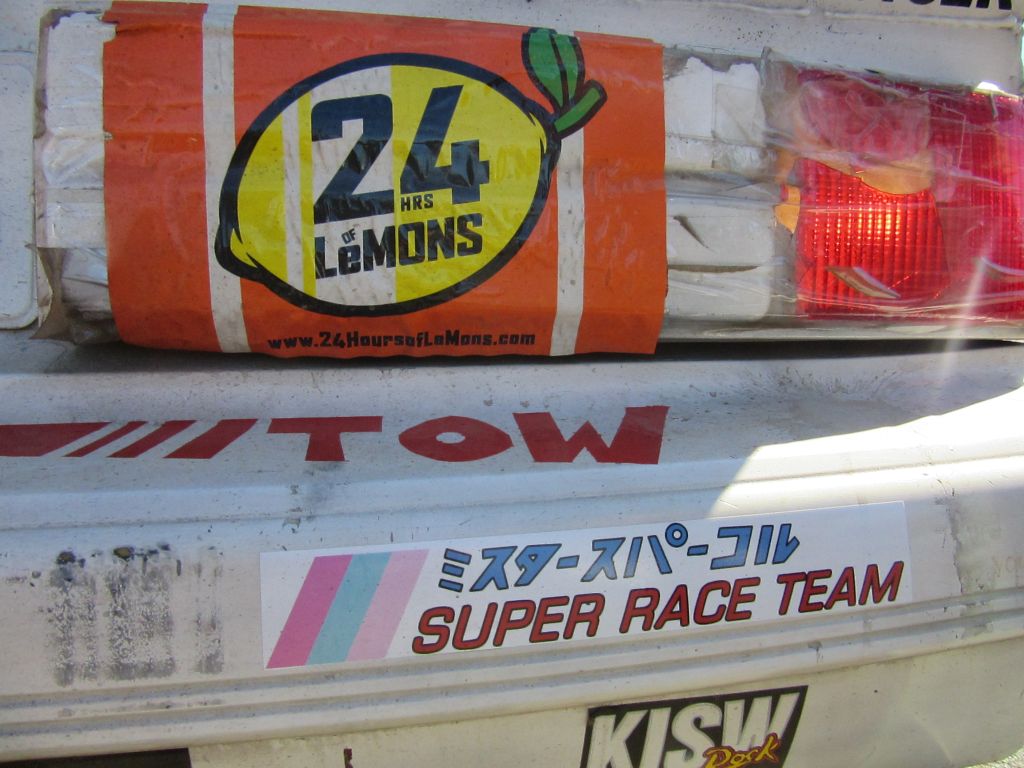 24
HRS
OF
LeMONS
www.24HoursofLeMons.com
TOW
ミスタースパーコル
SUPER RACE TEAM
KISW
Rock